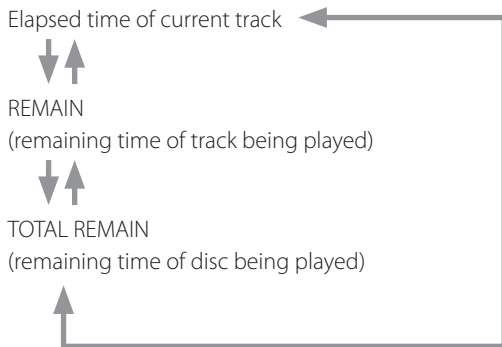 Elapsed time of current track
REMAIN
(remaining time of track being played)
TOTAL REMAIN
(remaining time of disc being played)